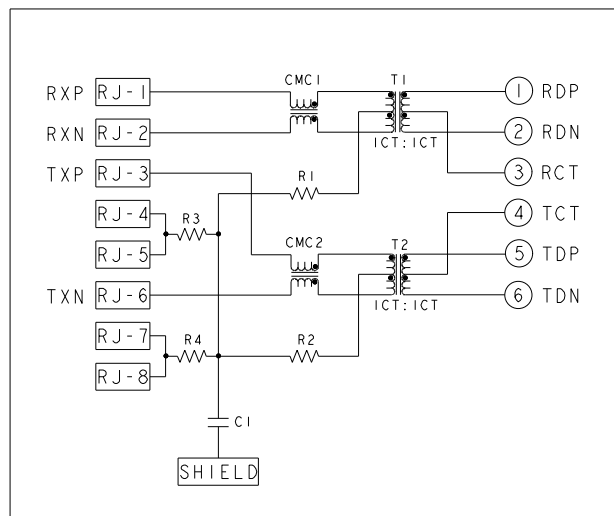 CMC1 T1
RXP RJ-1 1 RDP
RXN RJ-2 2 RDN
1CT:1CT
TXP RJ-3 R1 3 RCT
RJ-4 R3 4 TCT
RJ-5 CMC2 T2 5 TDP
TXN RJ-6 6 TDN
1CT:1CT
RJ-7 R4 R2
RJ-8
C1
SHIELD